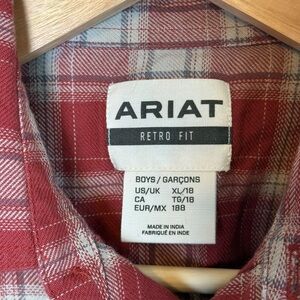 ARIAT
RETRO FIT
BOYS/GARÇONS
US/UK XL/18
CA TG/18
EUR/MX 188
MADE IN INDIA
FABRIQUÉ EN INDE